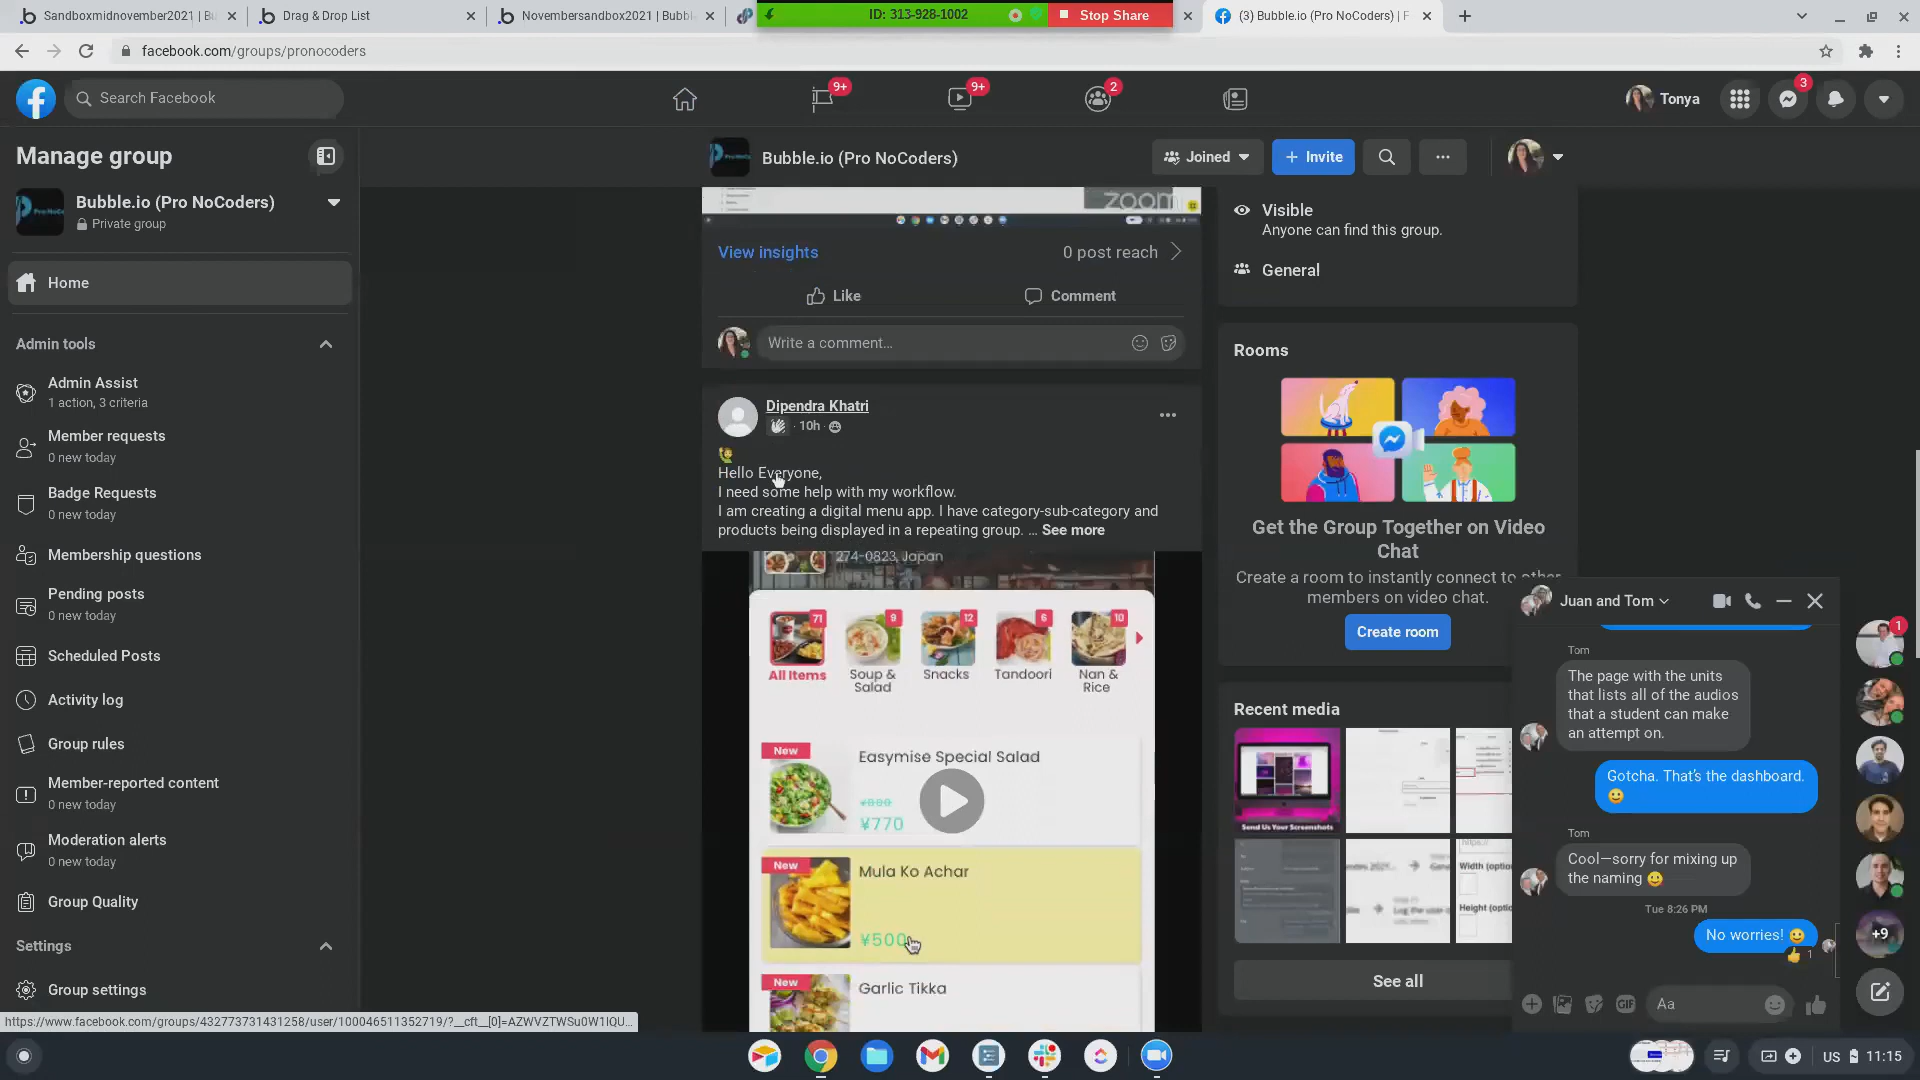 Sandboxmidnovember2021 | Bu
Drag & Drop List
Novembersandbox2021 | Bubbl
ID: 313-928-1002
Stop Share
(3) Bubble.io (Pro NoCoders) | F
facebook.com/groups/pronocoders
Search Facebook
9+
9+
2
Tonya
3
Manage group
Bubble.io (Pro NoCoders)
Private group
Home
Admin tools
Admin Assist
1 action, 3 criteria
Member requests
0 new today
Badge Requests
0 new today
Membership questions
Pending posts
0 new today
Scheduled Posts
Activity log
Group rules
Member-reported content
0 new today
Moderation alerts
0 new today
Group Quality
Settings
Group settings
https://www.facebook.com/groups/432773731431258/user/100046511352719/?__cft__[0]=AZWVZTWSu0W1lQU...
Bubble.io (Pro NoCoders)
Joined
+ Invite
zoom
View insights
0 post reach
Like
Comment
Write a comment…
Dipendra Khatri
· 10h ·
Hello Everyone,
I need some help with my workflow.
I am creating a digital menu app. I have category-sub-category and
products being displayed in a repeating group. … See more
274-0823, Japan
71
9
12
6
10
All Items
Soup &
Salad
Snacks
Tandoori
Nan &
Rice
New
Easymise Special Salad
¥770
New
Mula Ko Achar
¥500
New
Garlic Tikka
Visible
Anyone can find this group.
General
Rooms
Get the Group Together on Video
Chat
Create a room to instantly connect to other
members on video chat.
Create room
Recent media
Send Us Your Screenshots
https://
Width (optio
Log the user o
Height (optio
See all
Juan and Tom
Tom
The page with the units
that lists all of the audios
that a student can make
an attempt on.
Gotcha. That's the dashboard.
Tom
Cool—sorry for mixing up
the naming
Tue 8:26 PM
No worries!
1
GIF
Aa
1
+9
US
11:15